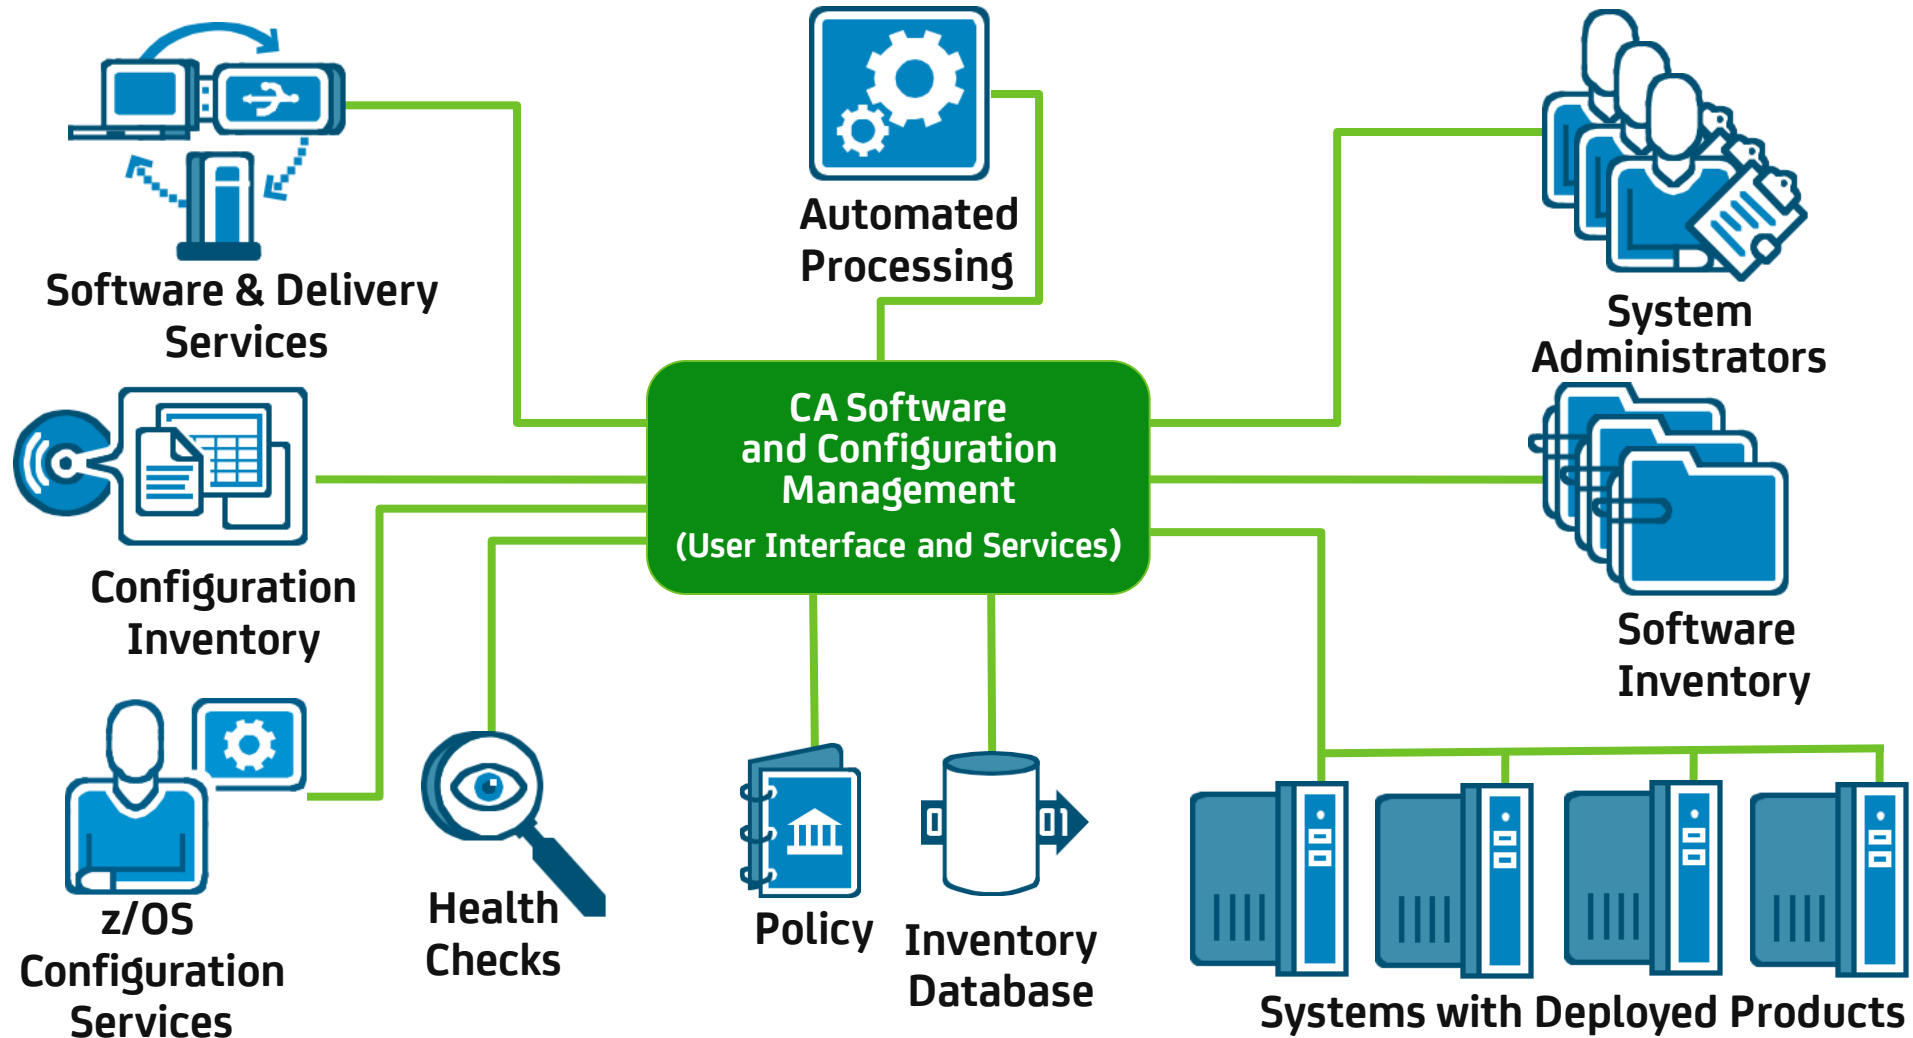 Software & Delivery
Services
Automated
Processing
System
Administrators
CA Software
and Configuration
Management
(User Interface and Services)
Configuration
Inventory
Software
Inventory
z/OS
Configuration
Services
Health
Checks
Policy
Inventory
Database
01
Systems with Deployed Products